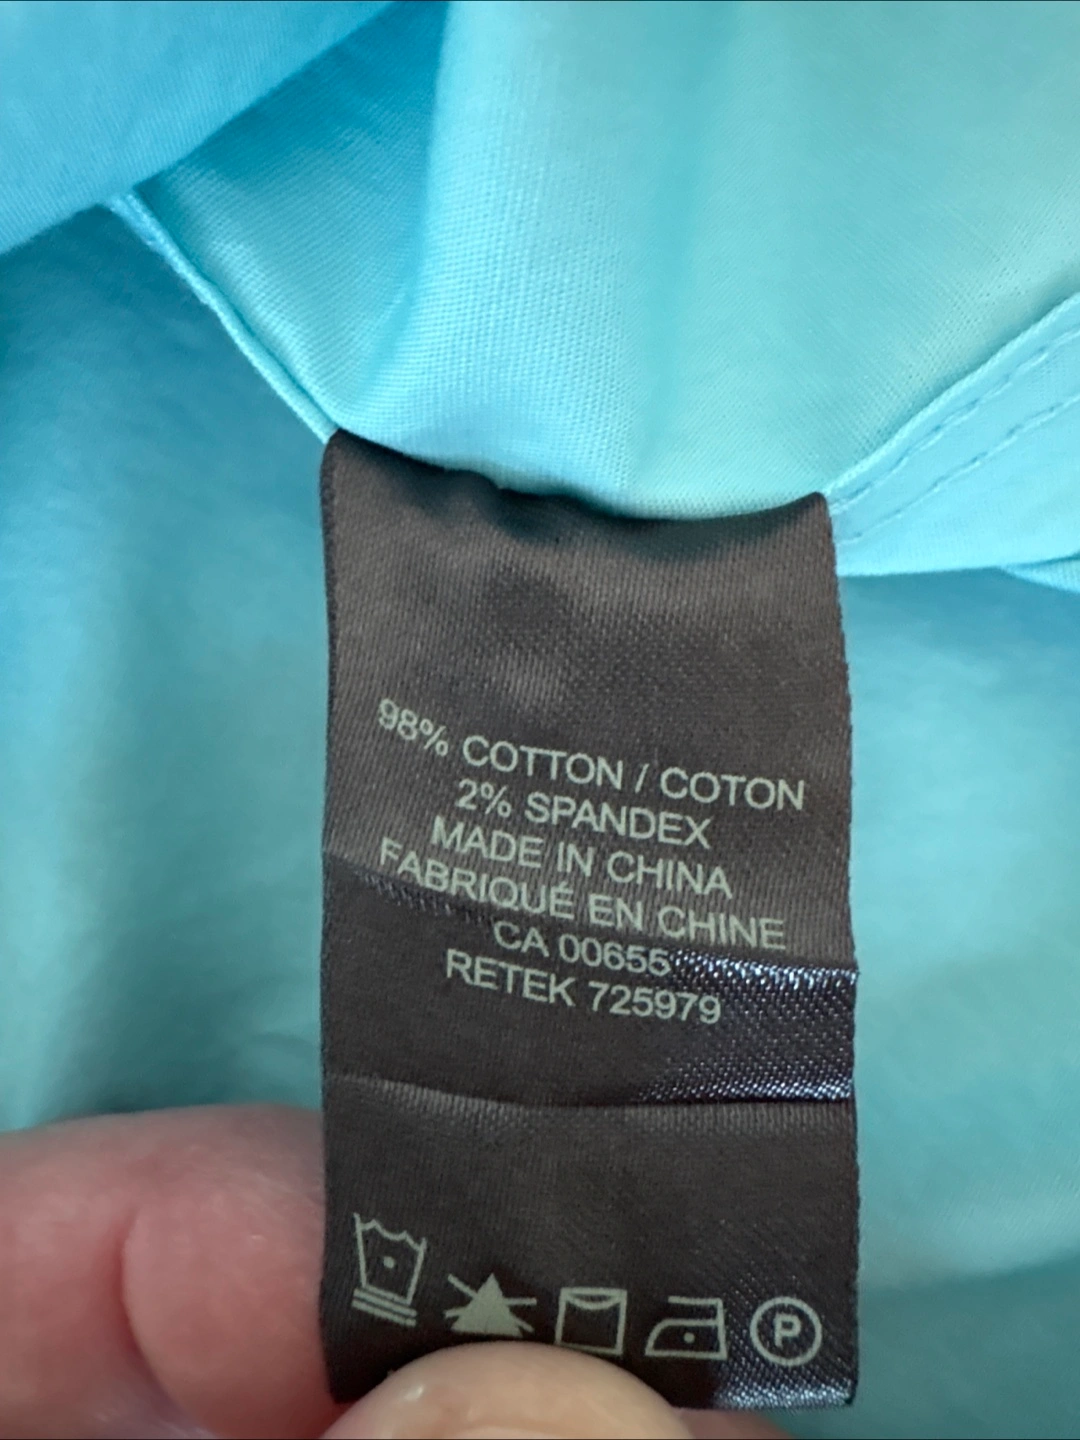 98% COTTON / COTON
2% SPANDEX
MADE IN CHINA
FABRIQUÉ EN CHINE
CA 00655
RETEK 725979
P